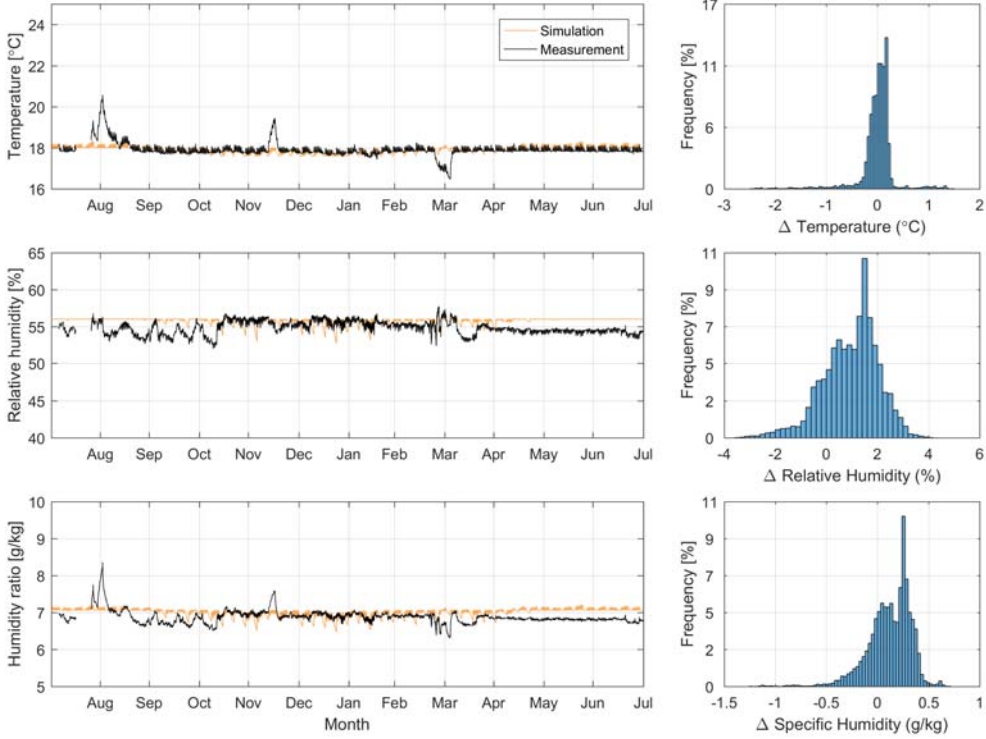 24
22
20
18
16
Temperature [°C]
Simulation
Measurement
Aug Sep Oct Nov Dec Jan Feb Mar Apr May Jun Jul
17
11
6
0
Frequency [%]
-3 -2 -1 0 1 2
Δ Temperature (°C)
65
60
55
50
45
40
Relative humidity [%]
Aug Sep Oct Nov Dec Jan Feb Mar Apr May Jun Jul
11
9
7
5
2
0
Frequency [%]
-4 -2 0 2 4 6
Δ Relative Humidity (%)
10
9
8
7
6
5
Humidity ratio [g/kg]
Aug Sep Oct Nov Dec Jan Feb Mar Apr May Jun Jul
Month
11
9
7
5
2
0
Frequency [%]
-1.5 -1 -0.5 0 0.5 1
Δ Specific Humidity (g/kg)